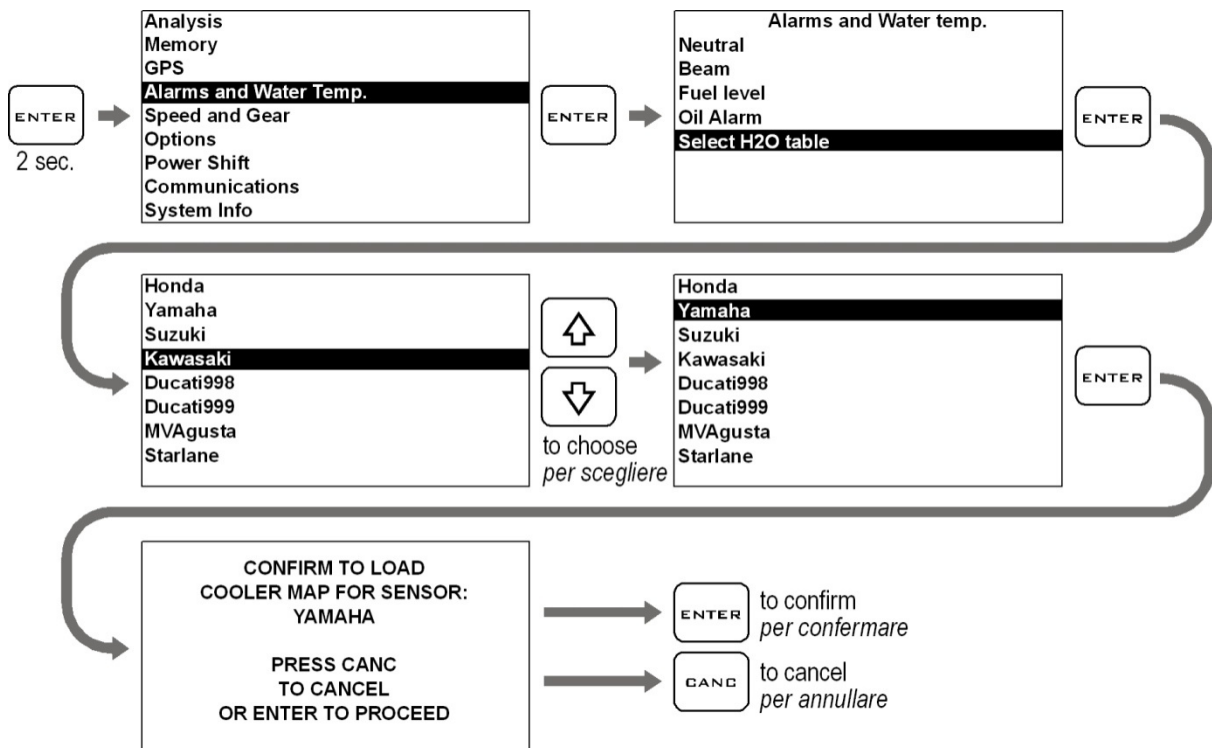 Analysis
Memory
GPS
Alarms and Water Temp.
Speed and Gear
Options
Power Shift
Communications
System Info
ENTER
2 sec.
ENTER
Alarms and Water temp.
Neutral
Beam
Fuel level
Oil Alarm
Select H2O table
ENTER
Honda
Yamaha
Suzuki
Kawasaki
Ducati998
Ducati999
MVAgusta
Starlane
to choose
per scegliere
Honda
Yamaha
Suzuki
Kawasaki
Ducati998
Ducati999
MVAgusta
Starlane
ENTER
CONFIRM TO LOAD
COOLER MAP FOR SENSOR:
YAMAHA
PRESS CANC
TO CANCEL
OR ENTER TO PROCEED
ENTER
to confirm
per confermare
CANC
to cancel
per annullare